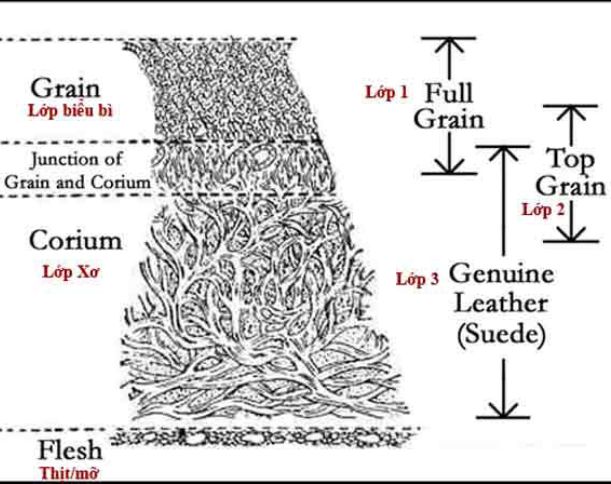 Grain
Lớp biểu bì
Junction of
Grain and Corium
Corium
Lớp Xơ
Flesh
Thịt/mỡ
Lớp 1 Full
Grain
Top
Grain
Lớp 2
Lớp 3 Genuine
Leather
(Suede)